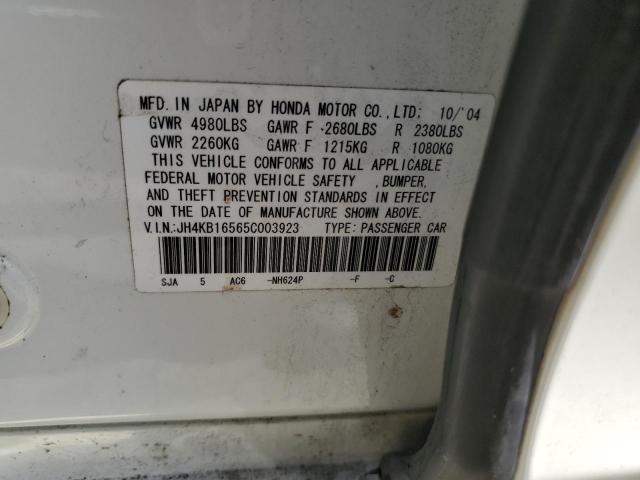 MFD. IN JAPAN BY HONDA MOTOR CO., LTD: 10/'04
GVWR 4980LBS GAWR F -2680LBS R 2380LBS
GVWR 2260KG GAWR F 1215KG R 1080KG
THIS VEHICLE CONFORMS TO ALL APPLICABLE
FEDERAL MOTOR VEHICLE SAFETY , BUMPER,
AND THEFT PREVENTION STANDARDS IN EFFECT
ON THE DATE OF MANUFACTURE SHOWN ABOVE.
V.I.N.:JH4KB16565C003923 TYPE: PASSENGER CAR
SJA 5 AC6 -NH624P -F -C